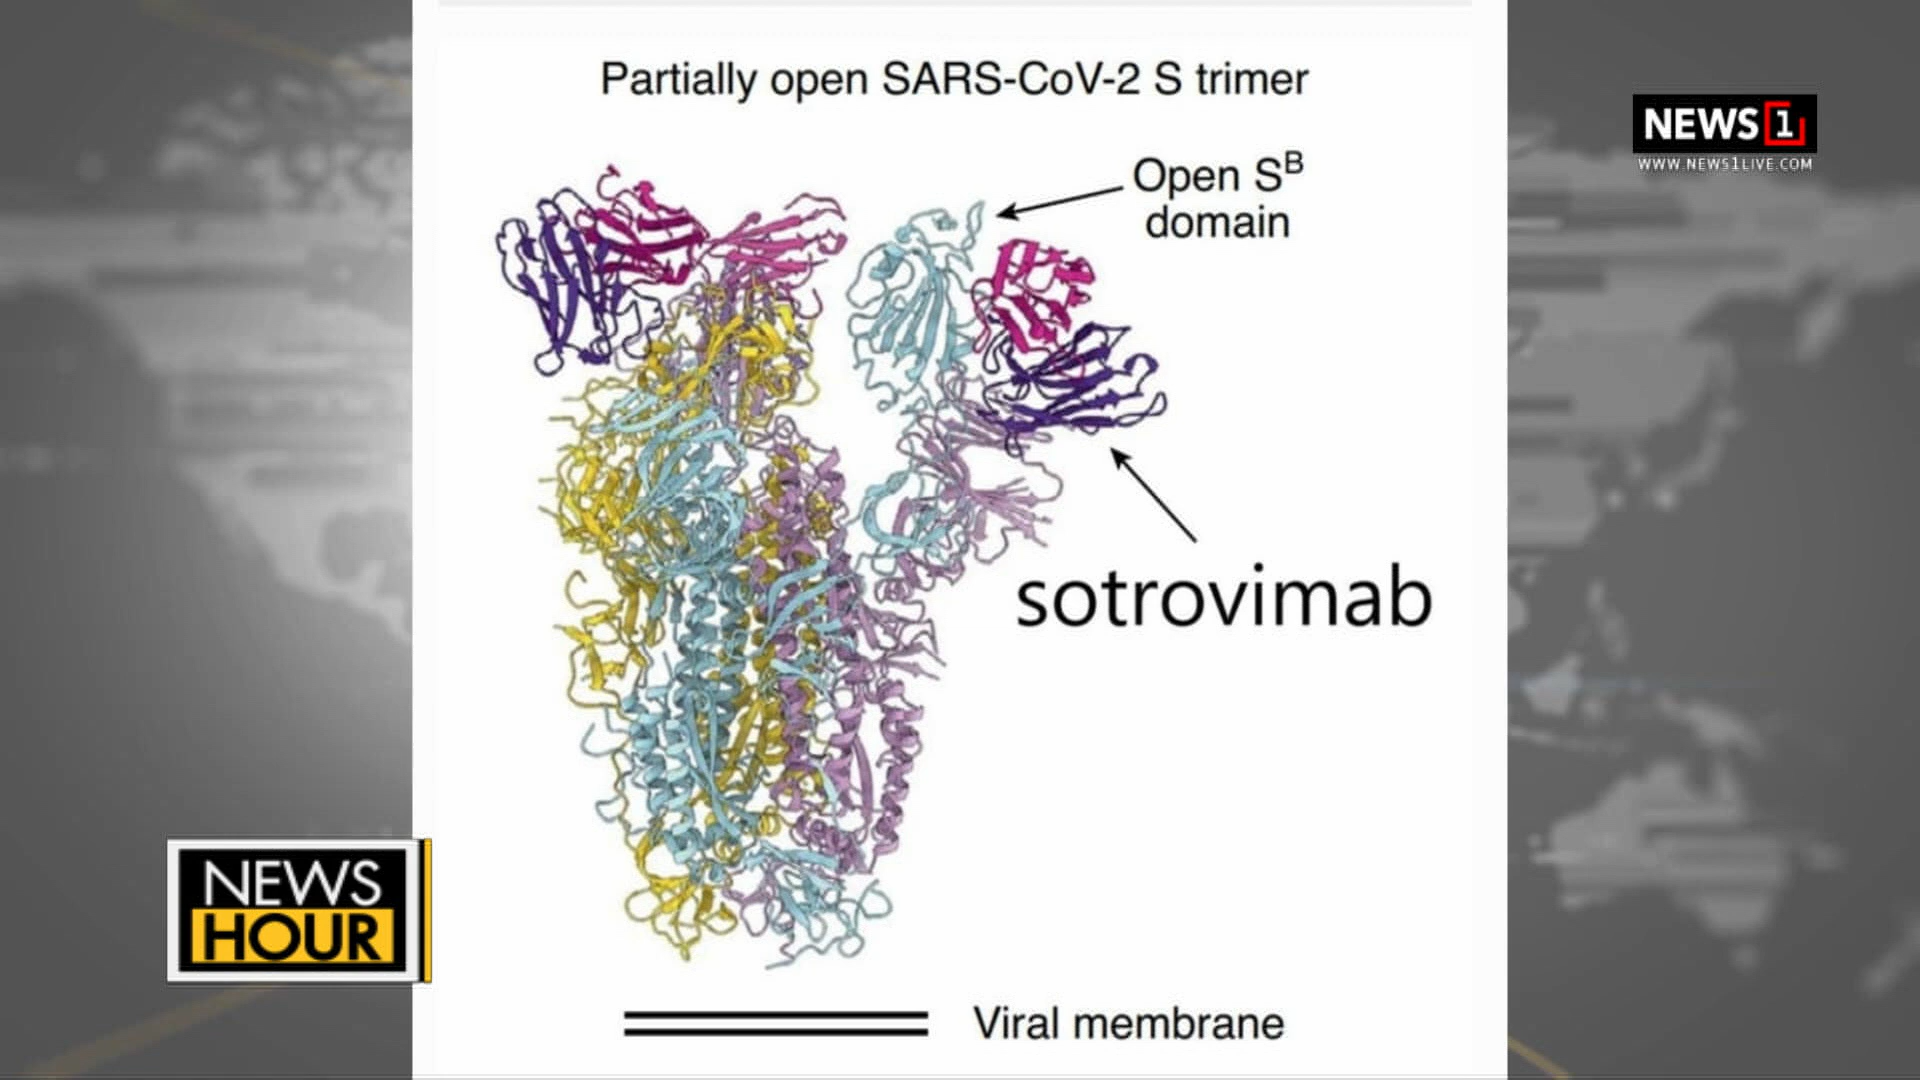 Partially open SARS-CoV-2 S trimer
NEWS 1
WWW.NEWS1LIVE.COM
Open S^B
domain
sotrovimab
NEWS
HOUR
Viral membrane